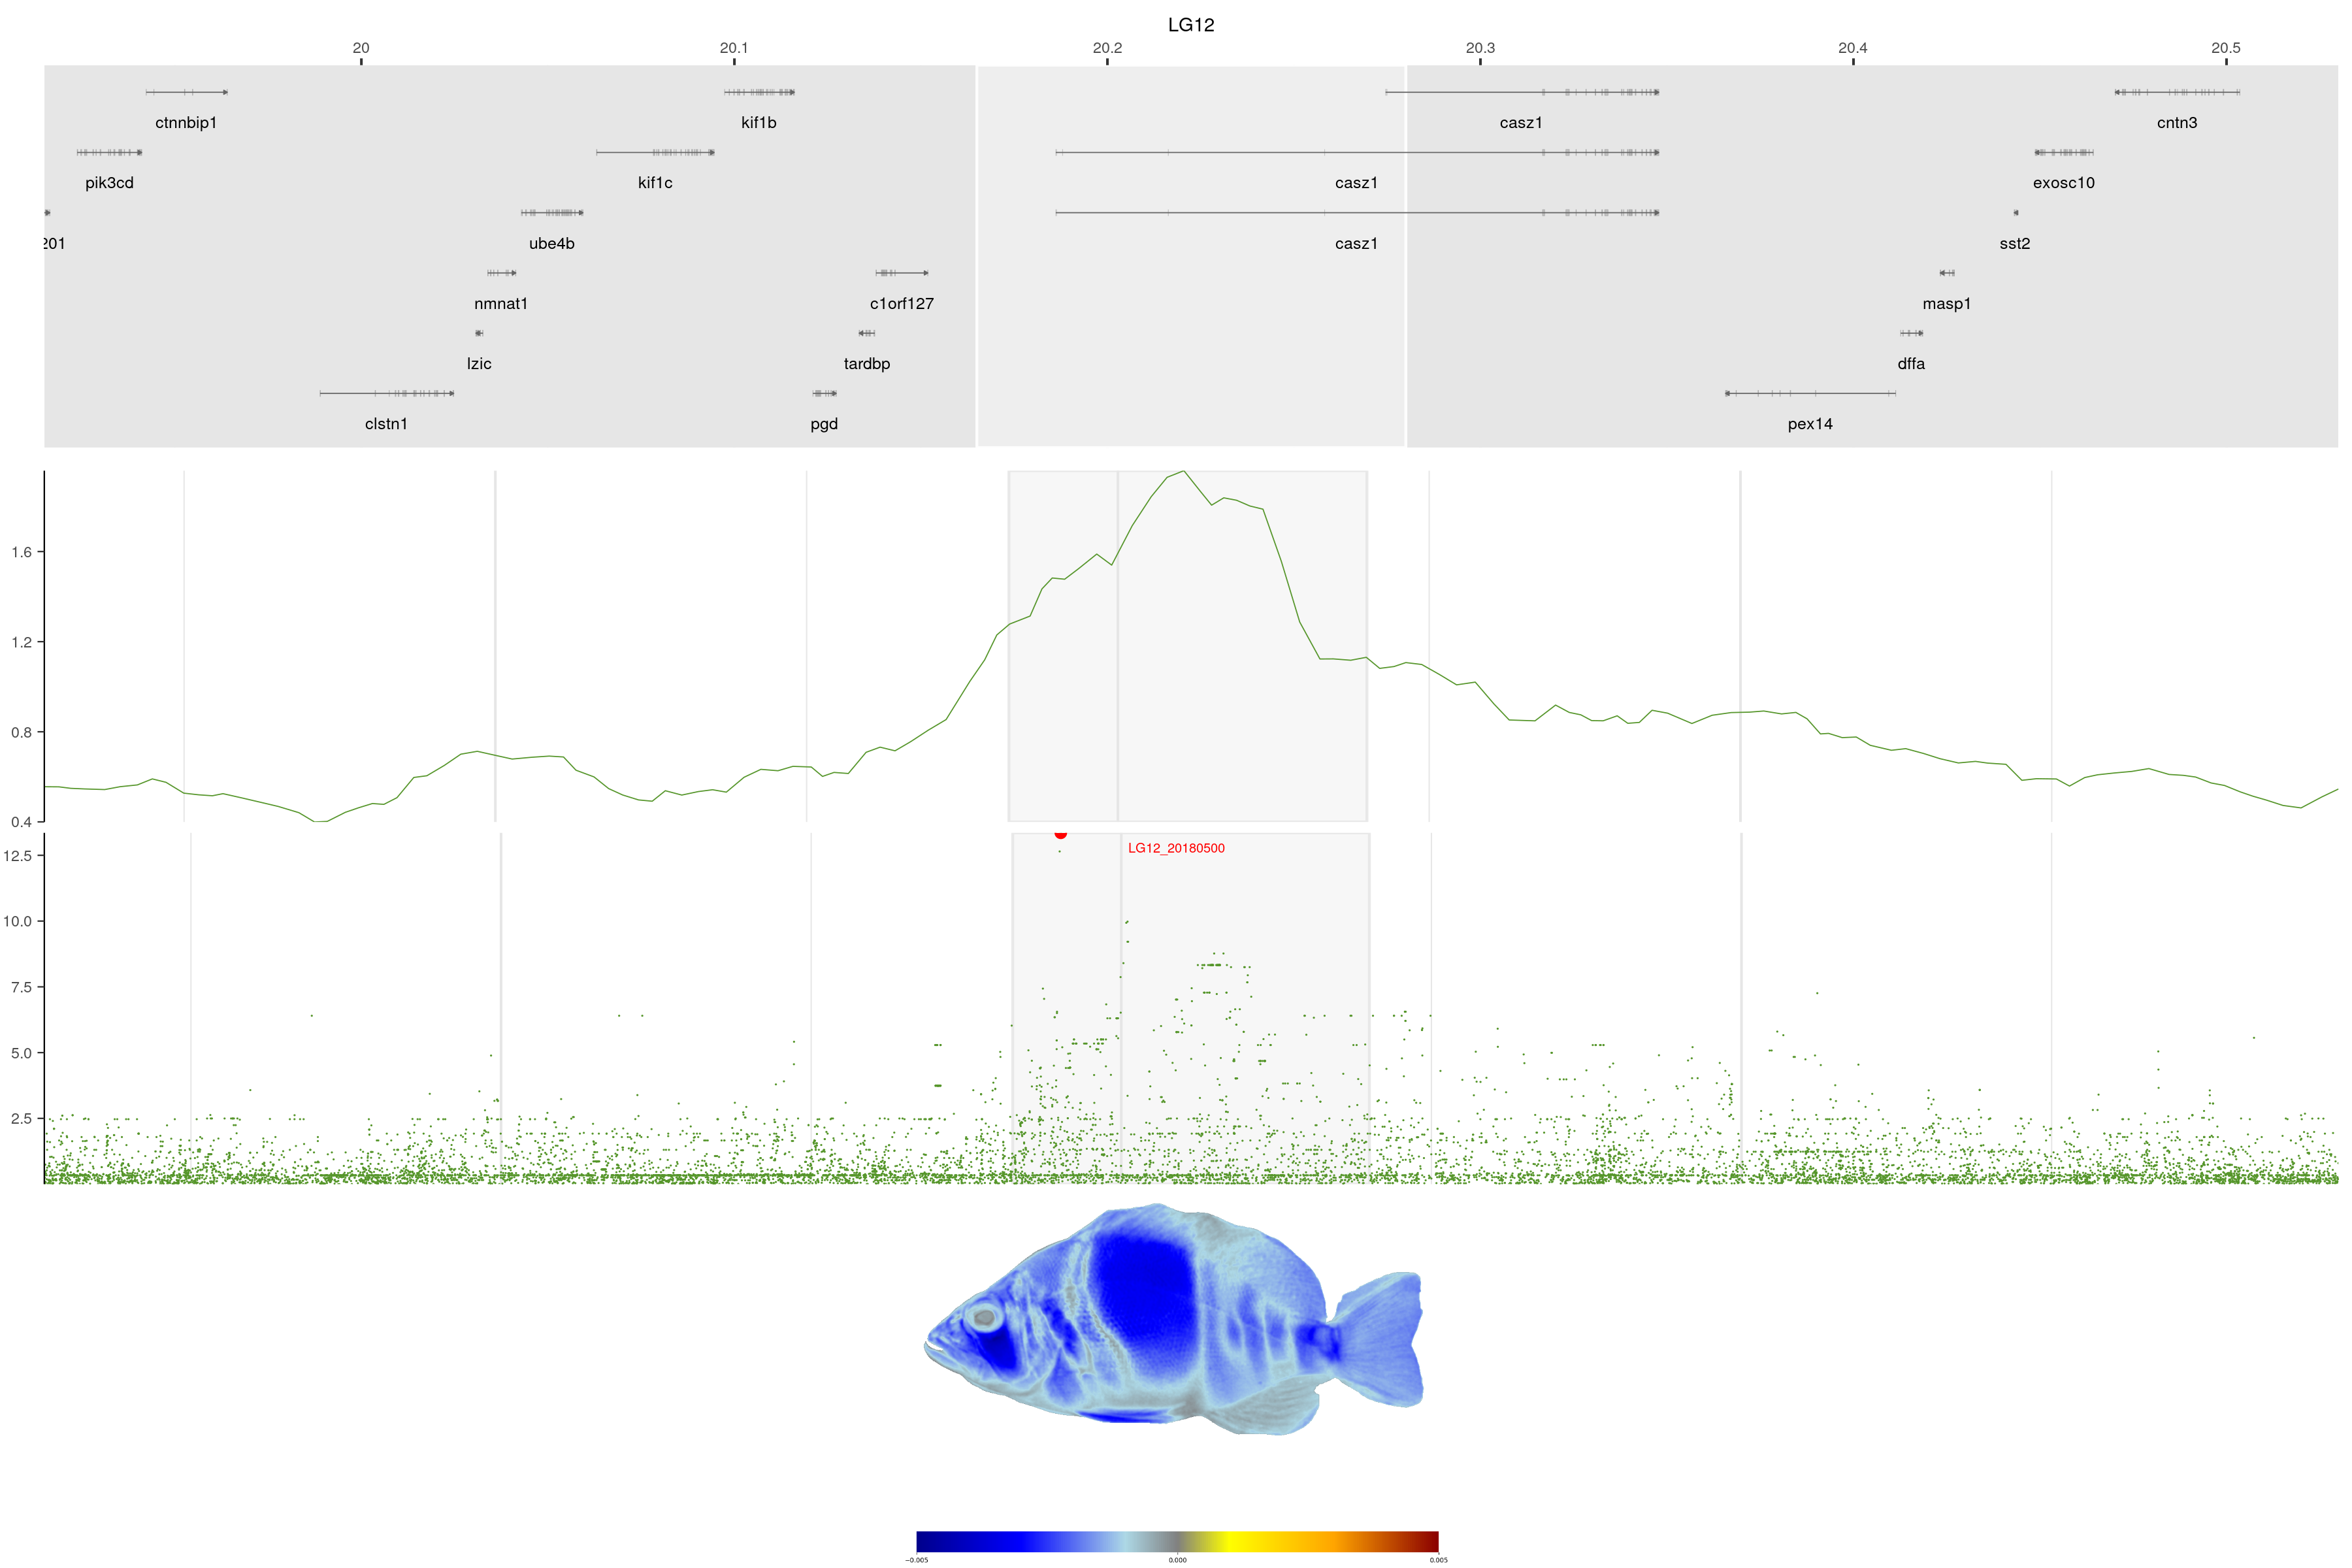 LG12
20 20.1 20.2 20.3 20.4 20.5
ctnnbip1 kif1b casz1 cntn3
pik3cd kif1c casz1 exosc10
201 ube4b casz1 sst2
nmnat1 c1orf127 masp1
lzic tardbp dffa
clstn1 pgd pex14
1.6
1.2
0.8
0.4
12.5
LG12_20180500
10.0
7.5
5.0
2.5
−0.005 0.000 0.005